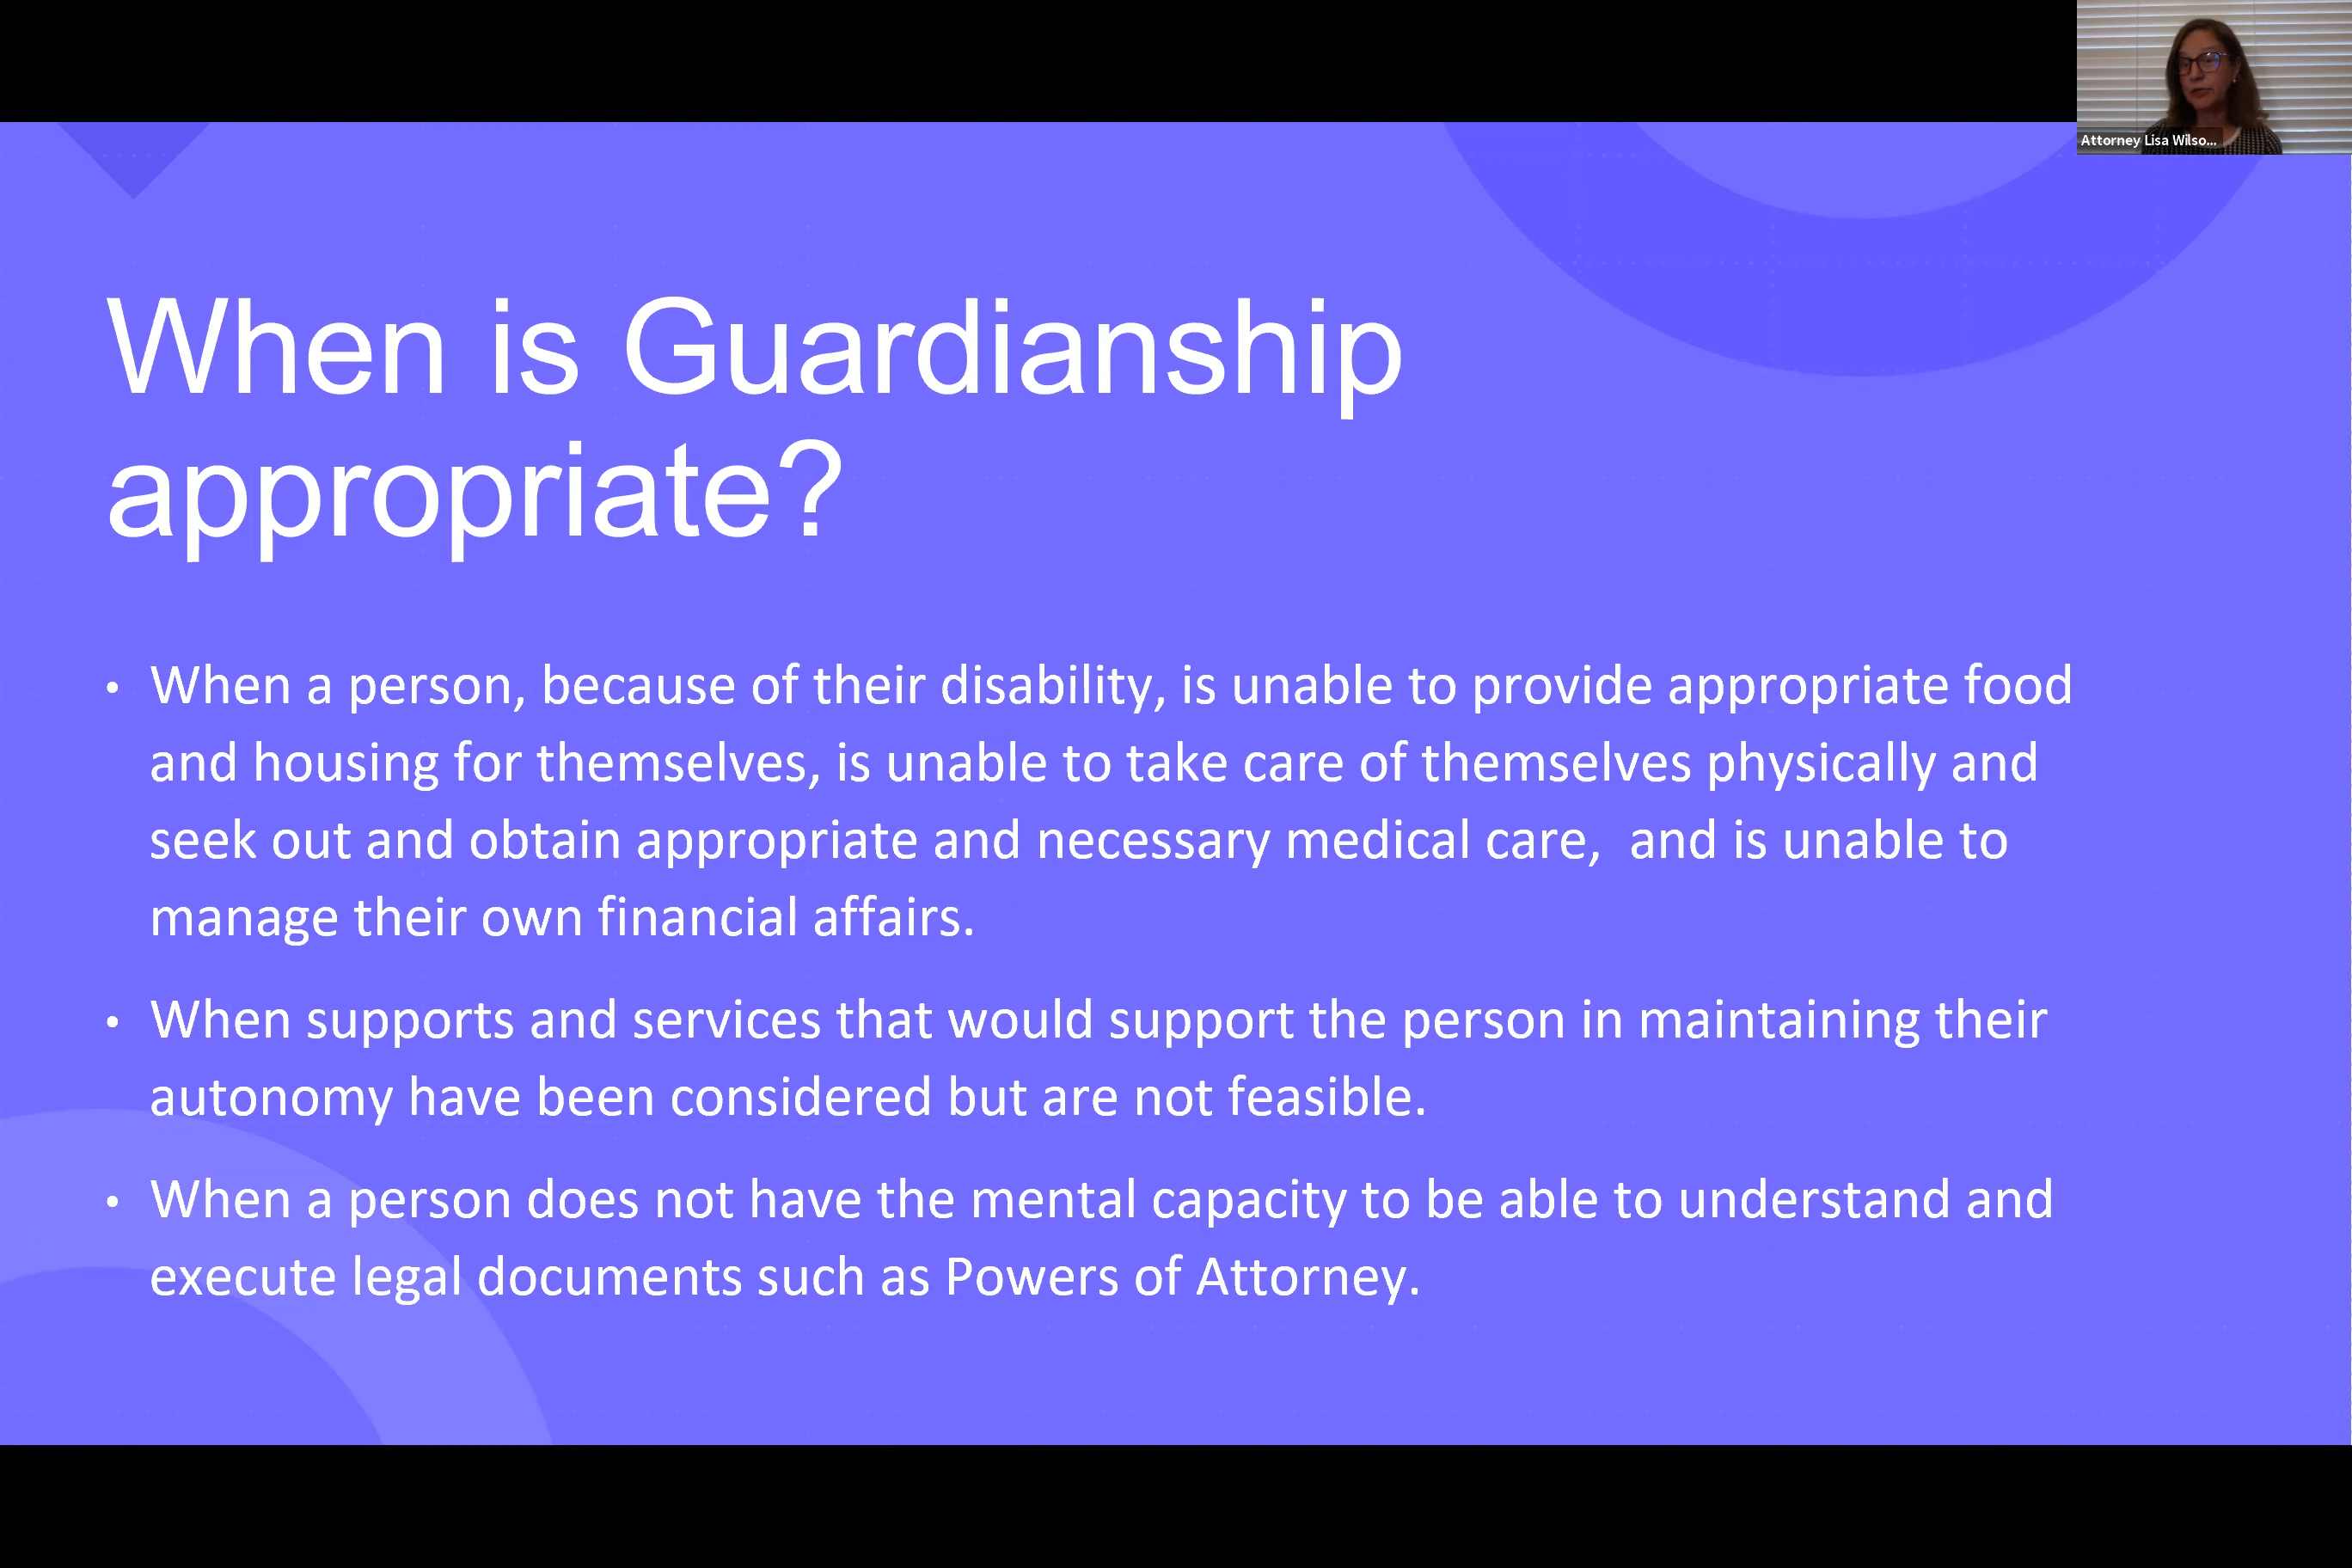 Attorney Lisa Wilso...
When is Guardianship
appropriate?
• When a person, because of their disability, is unable to provide appropriate food
and housing for themselves, is unable to take care of themselves physically and
seek out and obtain appropriate and necessary medical care,  and is unable to
manage their own financial affairs.
• When supports and services that would support the person in maintaining their
autonomy have been considered but are not feasible.
• When a person does not have the mental capacity to be able to understand and
execute legal documents such as Powers of Attorney.